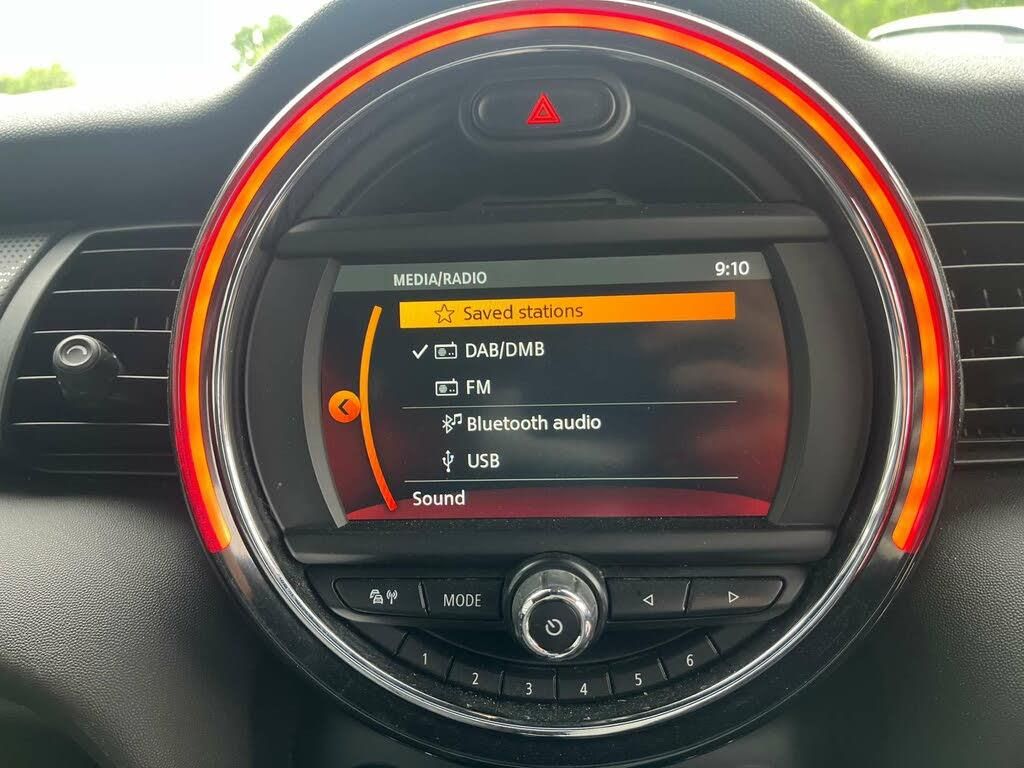 MEDIA/RADIO 9:10
Saved stations
DAB/DMB
FM
Bluetooth audio
USB
Sound
MODE
1 2 3 4 5 6